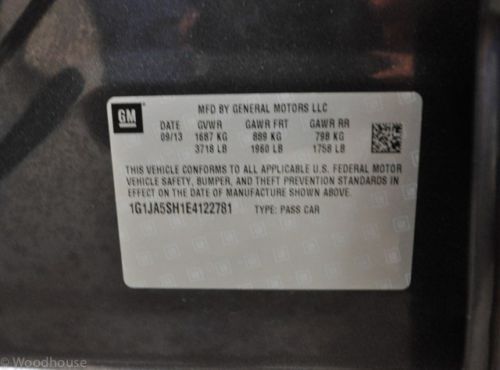 GM
MFD BY GENERAL MOTORS LLC
DATE GVWR GAWR FRT GAWR RR
09/13 1687 KG 889 KG 798 KG
3718 LB 1960 LB 1758 LB
THIS VEHICLE CONFORMS TO ALL APPLICABLE U.S. FEDERAL MOTOR
VEHICLE SAFETY, BUMPER, AND THEFT PREVENTION STANDARDS IN
EFFECT ON THE DATE OF MANUFACTURE SHOWN ABOVE.
1G1JA5SH1E4122781 TYPE: PASS CAR
© Woodhouse